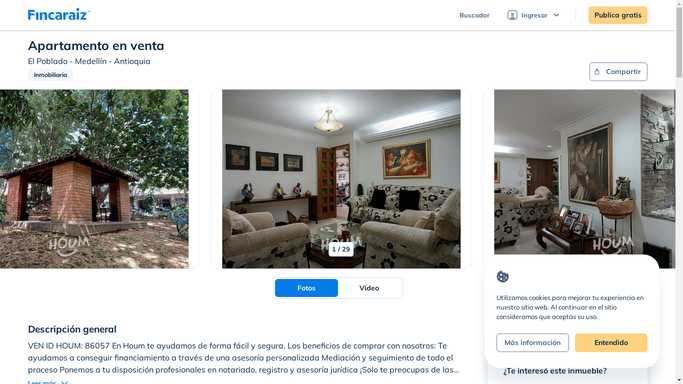 Fincaraiz
Buscador
Ingresar
Publica gratis
Apartamento en venta
El Poblado - Medellín - Antioquia
Inmobiliaria
Compartir
HOUM
HOUM
1 / 29
Fotos
Video
Descripción general
VEN ID HOUM: 86057 En Houm te ayudamos de forma fácil y segura. Los beneficios de comprar con nosotros: Te
ayudamos a conseguir financiamiento a través de una asesoría personalizada Mediación y seguimiento de todo el
proceso Ponemos a tu disposición profesionales en notariado, registro y asesoría jurídica ¡Solo te preocupas de las...
Leer más
Utilizamos cookies para mejorar tu experiencia en
nuestro sitio web. Al continuar en el sitio
consideramos que aceptas su uso.
Más información
Entendido
¿Te interesó este inmueble?